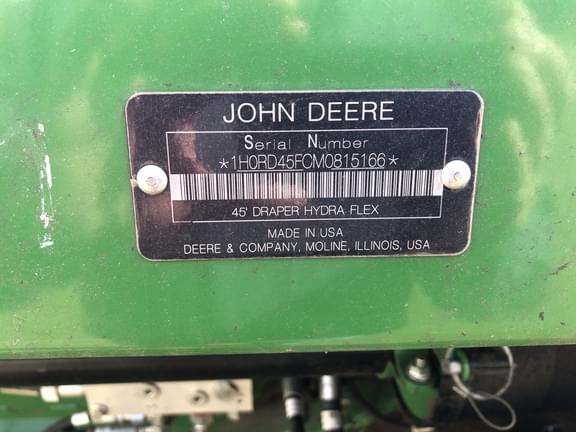 JOHN DEERE
Serial Number
*1H0RD45FCM0815166*
45' DRAPER HYDRA FLEX
MADE IN USA
DEERE & COMPANY, MOLINE, ILLINOIS, USA